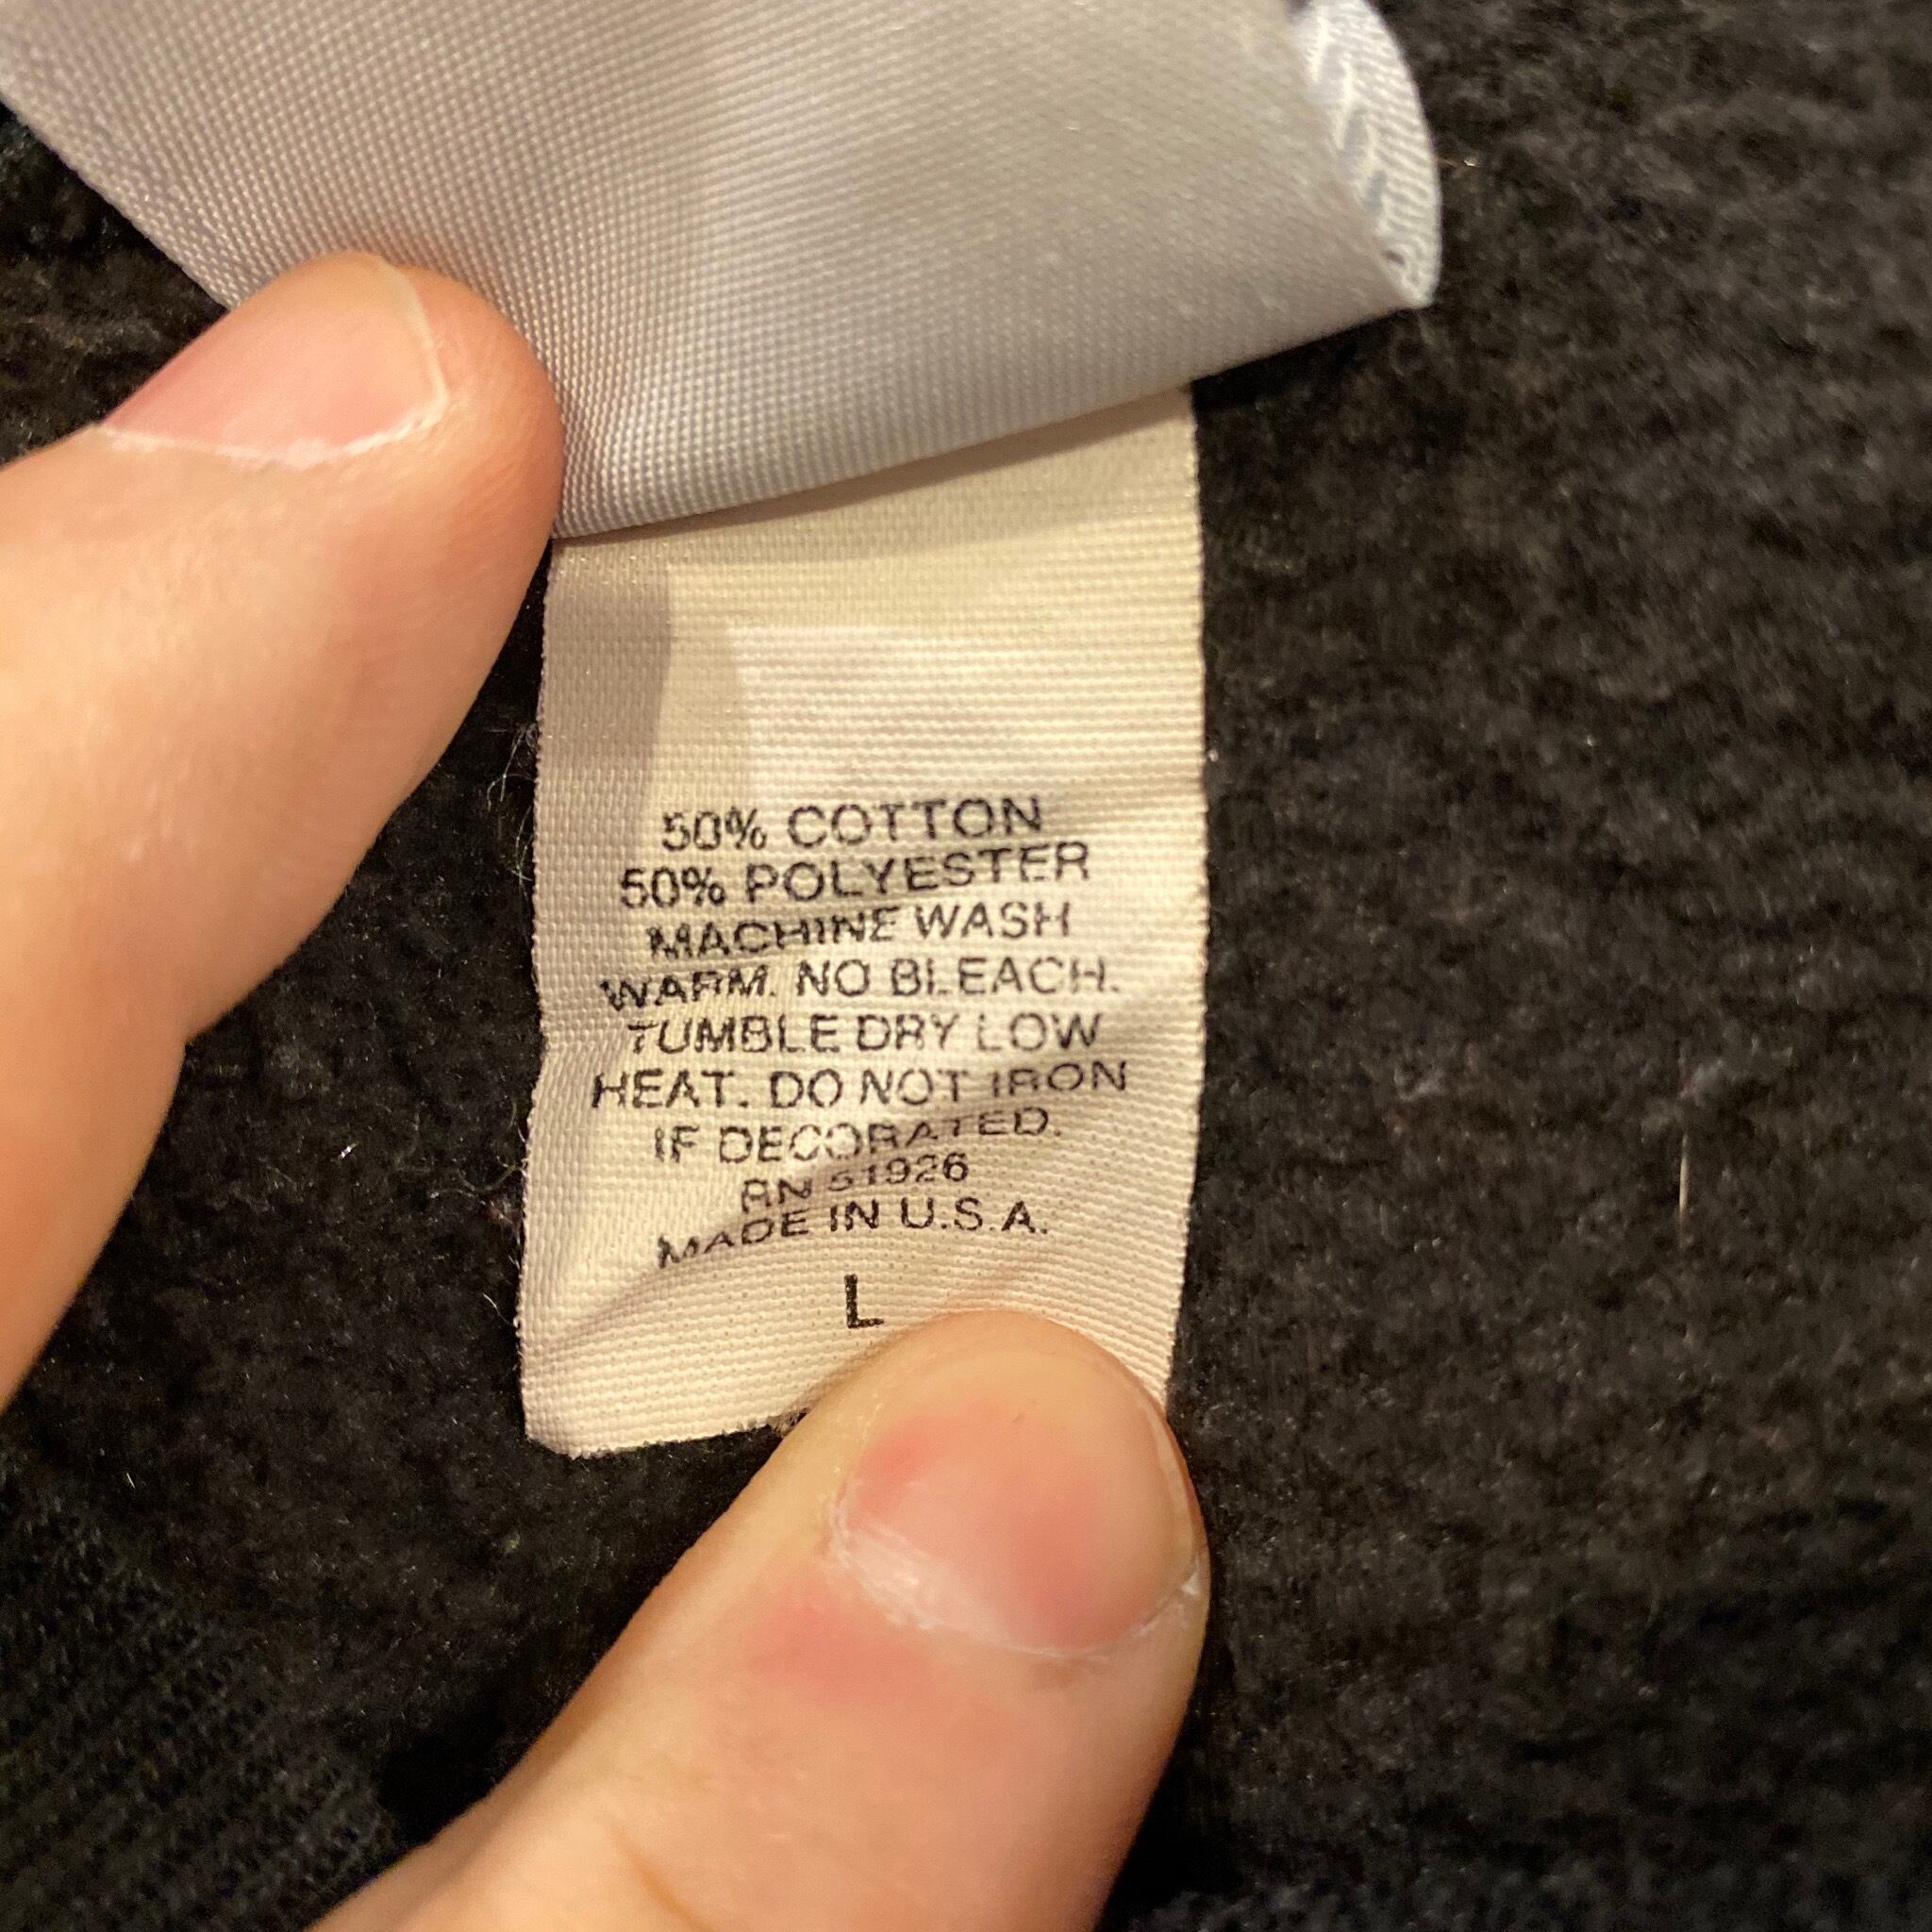 50% COTTON
50% POLYESTER
MACHINE WASH
WARM. NO BLEACH.
TUMBLE DRY LOW
HEAT. DO NOT IRON
IF DECORATED.
RN 51926
MADE IN U.S.A.
L